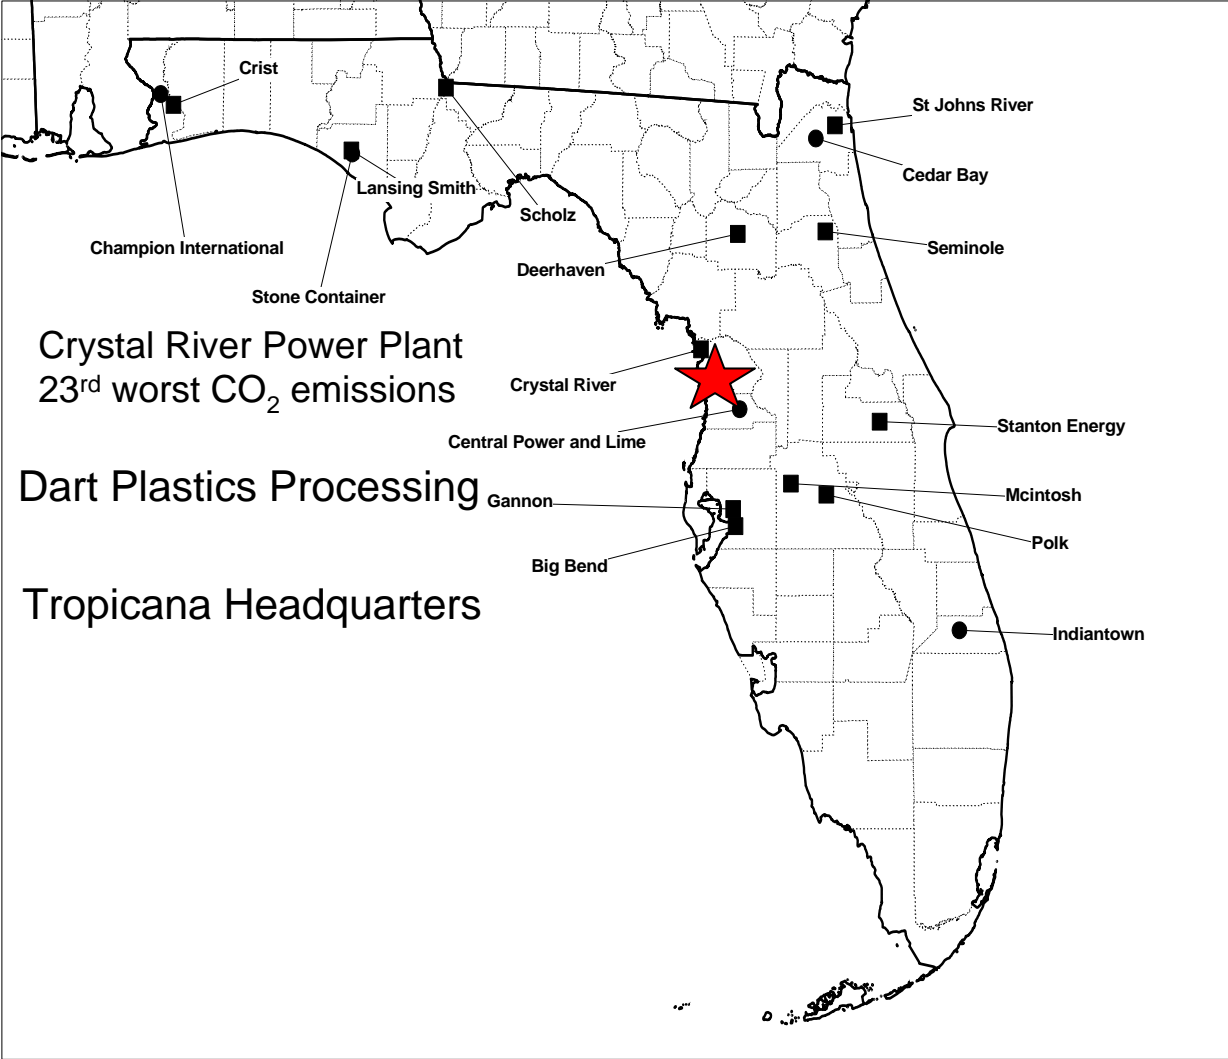 Crist
St Johns River
Cedar Bay
Lansing Smith
Scholz
Champion International
Seminole
Deerhaven
Stone Container
Crystal River Power Plant
23rd worst CO2 emissions
Crystal River
Stanton Energy
Central Power and Lime
Dart Plastics Processing
Gannon
Mcintosh
Polk
Big Bend
Tropicana Headquarters
Indiantown